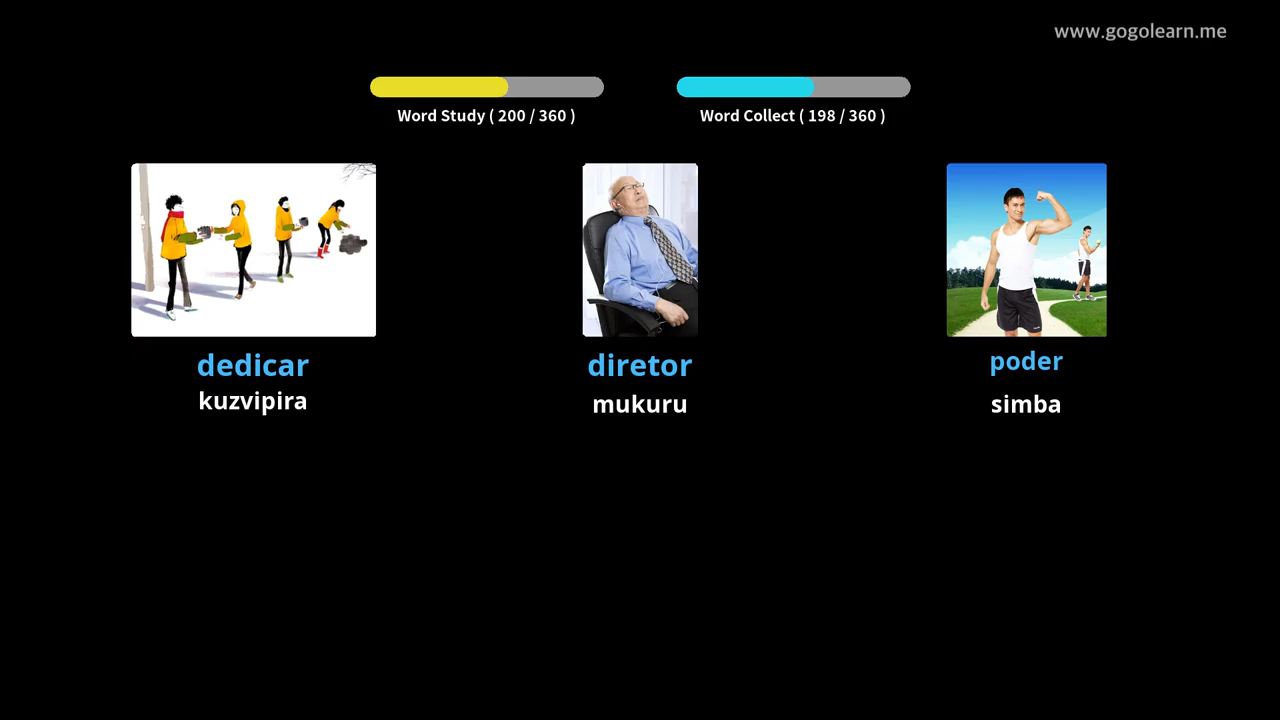 www.gogolearn.me
Word Study ( 200 / 360 )
Word Collect ( 198 / 360 )
dedicar
kuzvipira
diretor
mukuru
poder
simba